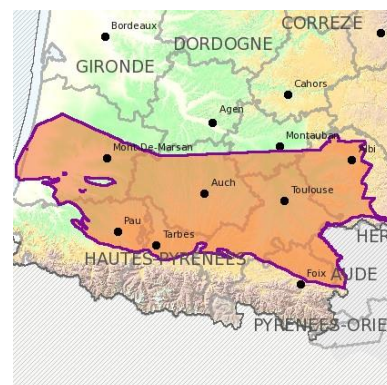 Bordeaux
CORREZE
DORDOGNE
GIRONDE
Cahors
Agen
Montauban
Mont-De-Marsan
Albi
Auch
Toulouse
Pau
Tarbes
HER
HAUTES-PYRENEES
Foix
AUDE
PYRENEES-ORIE